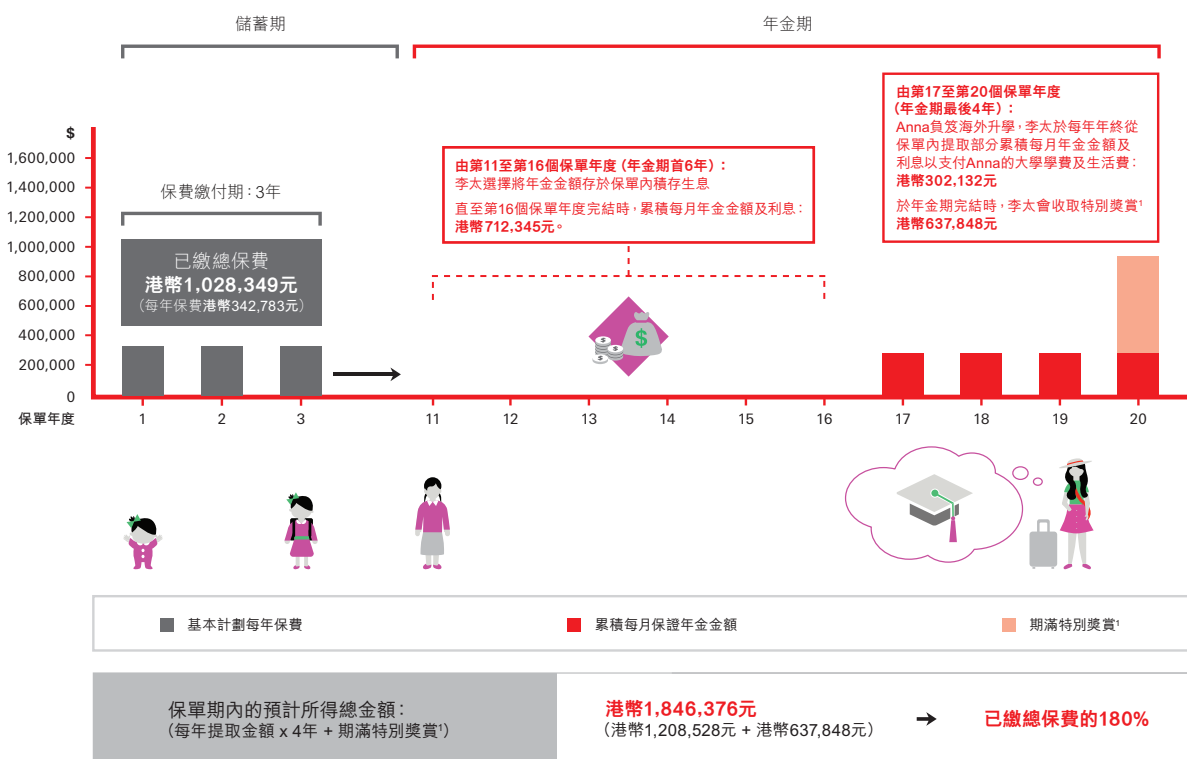 儲蓄期
年金期
$
1,600,000
1,400,000
1,200,000
1,000,000
800,000
600,000
400,000
200,000
0
保費繳付期：3年
已繳總保費
港幣1,028,349元
（每年保費港幣342,783元）
由第11至第16個保單年度（年金期首6年）：
李太選擇將年金金額存於保單內積存生息
直至第16個保單年度完結時，累積每月年金金額及利息：
港幣712,345元。
由第17至第20個保單年度
（年金期最後4年）：
Anna負笈海外升學，李太於每年年終從
保單內提取部分累積每月年金金額及
利息以支付Anna的大學學費及生活費：
港幣302,132元
於年金期完結時，李太會收取特別獎賞¹
港幣637,848元
$
$
$
$
保單年度
1 2 3 11 12 13 14 15 16 17 18 19 20
基本計劃每年保費
累積每月保證年金金額
期滿特別獎賞¹
保單期內的預計所得總金額：
（每年提取金額 x 4年 + 期滿特別獎賞¹）
港幣1,846,376元
（港幣1,208,528元 + 港幣637,848元）
已繳總保費的180%